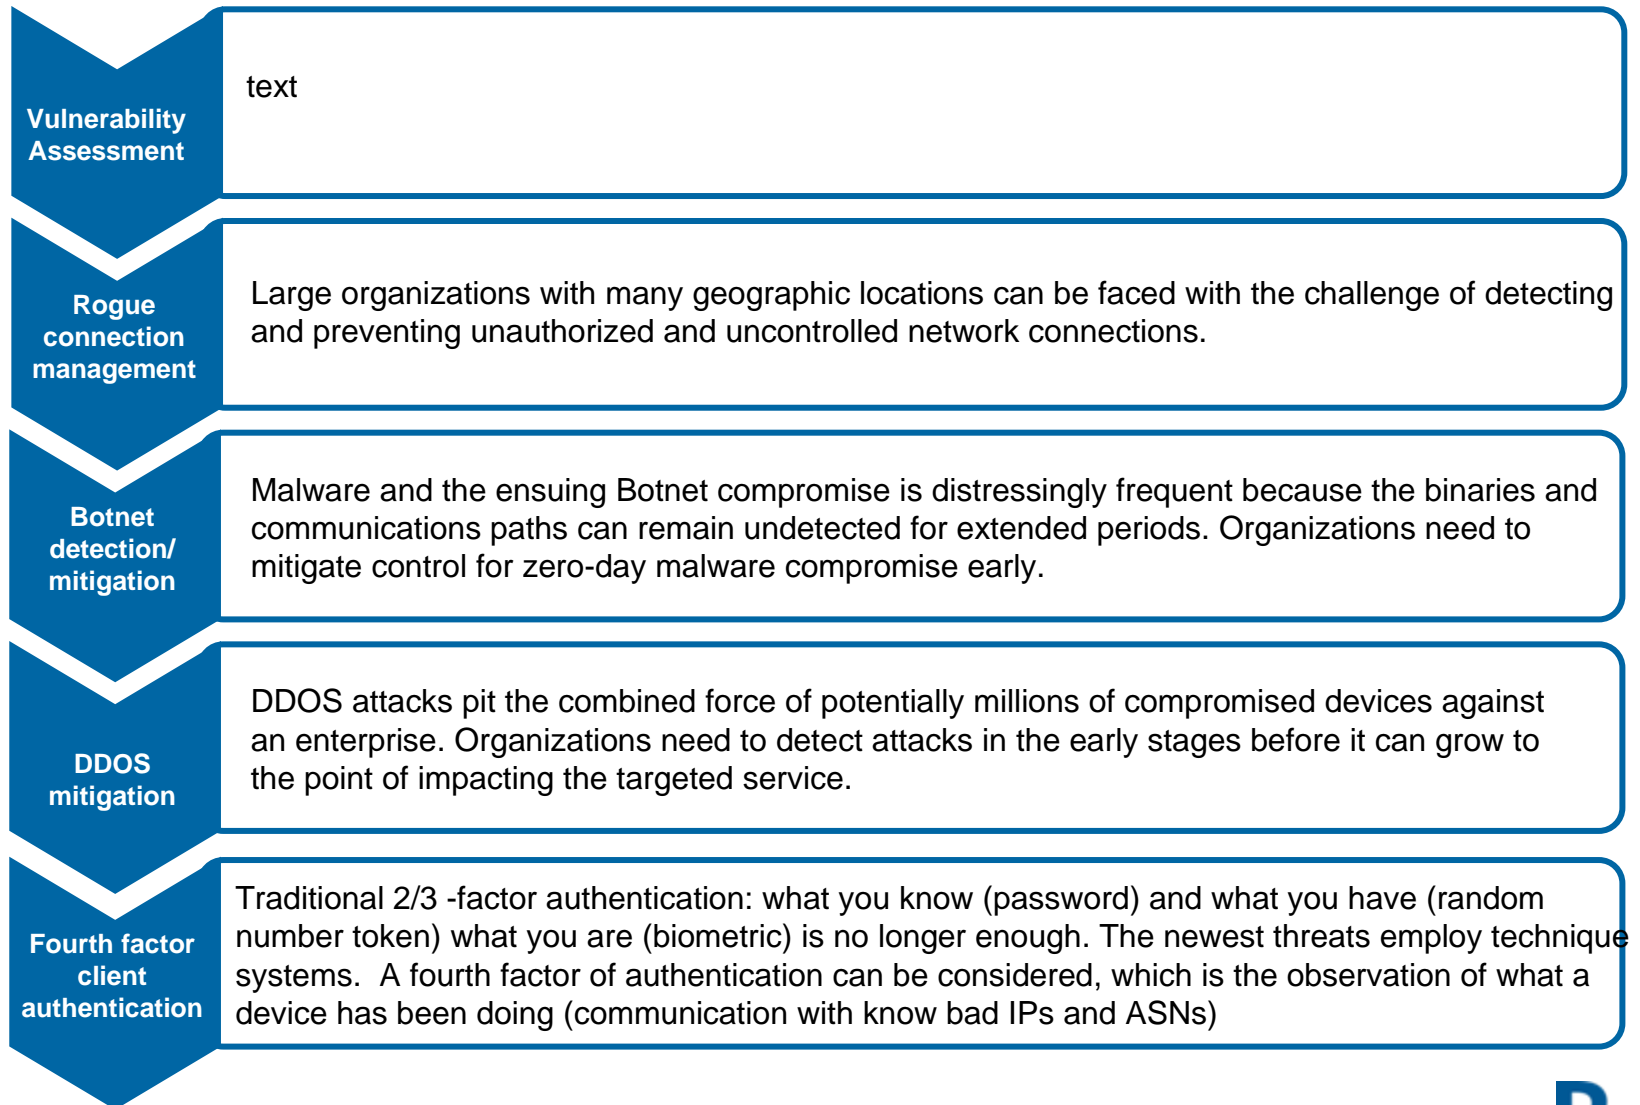 Vulnerability
Assessment
text
Rogue
connection
management
Large organizations with many geographic locations can be faced with the challenge of detecting
and preventing unauthorized and uncontrolled network connections.
Botnet
detection/
mitigation
Malware and the ensuing Botnet compromise is distressingly frequent because the binaries and
communications paths can remain undetected for extended periods. Organizations need to
mitigate control for zero-day malware compromise early.
DDOS
mitigation
DDOS attacks pit the combined force of potentially millions of compromised devices against
an enterprise. Organizations need to detect attacks in the early stages before it can grow to
the point of impacting the targeted service.
Fourth factor
client
authentication
Traditional 2/3 -factor authentication: what you know (password) and what you have (random
number token) what you are (biometric) is no longer enough. The newest threats employ technique
systems.  A fourth factor of authentication can be considered, which is the observation of what a
device has been doing (communication with know bad IPs and ASNs)